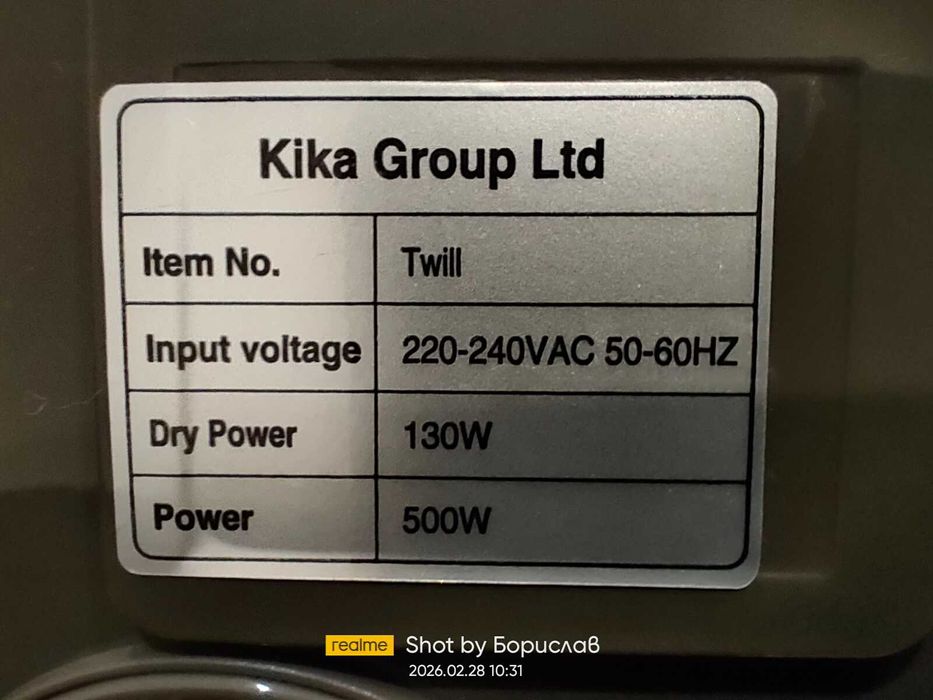 Kika Group Ltd
Item No. Twill
Input voltage 220-240VAC 50-60HZ
Dry Power 130W
Power 500W
realme Shot by Борислав
2026.02.28 10:31